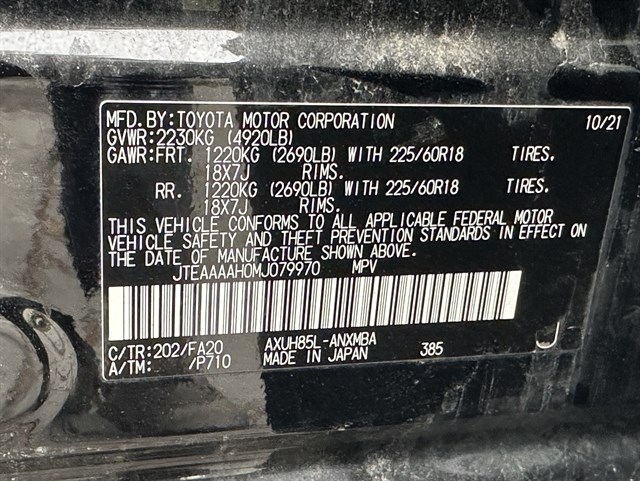 MFD. BY: TOYOTA MOTOR CORPORATION 10/21
GVWR: 2230KG (4920LB)
GAWR: FRT. 1220KG (2690LB) WITH 225/60R18 TIRES.
18X7J RIMS.
RR. 1220KG (2690LB) WITH 225/60R18 TIRES.
18X7J RIMS.
THIS VEHICLE CONFORMS TO ALL APPLICABLE FEDERAL MOTOR
VEHICLE SAFETY AND THEFT PREVENTION STANDARDS IN EFFECT ON
THE DATE OF MANUFACTURE SHOWN ABOVE.
JTEAAAAH0MJ079970 MPV
C/TR: 202/FA20 AXUH85L-ANXMBA
A/TM: /P710 MADE IN JAPAN 385 J